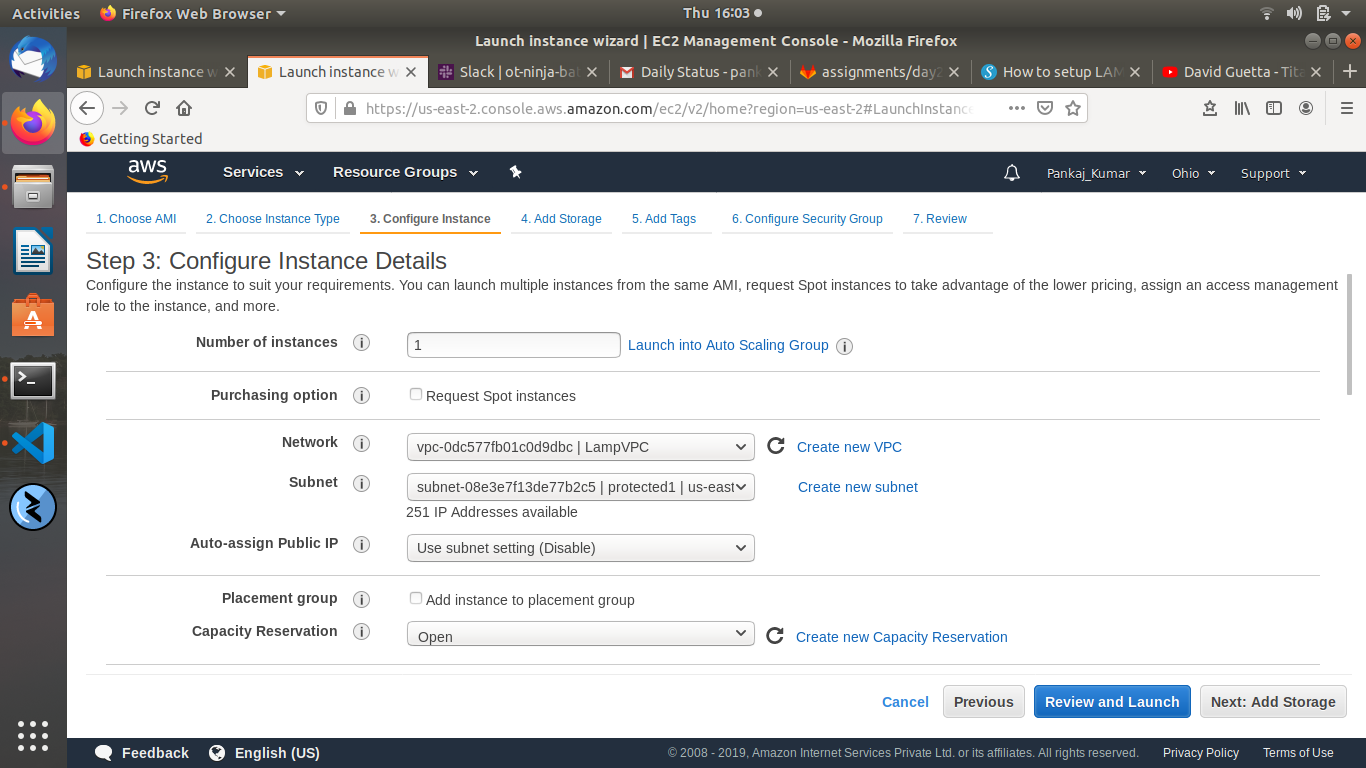 Activities Firefox Web Browser Thu 16:03
Launch instance wizard | EC2 Management Console - Mozilla Firefox
Launch instance w Launch instance w Slack | ot-ninja-bat Daily Status - pank assignments/day2 How to setup LAM David Guetta - Tita
https://us-east-2.console.aws.amazon.com/ec2/v2/home?region=us-east-2#LaunchInstance
Getting Started
aws Services Resource Groups Pankaj_Kumar Ohio Support
1. Choose AMI 2. Choose Instance Type 3. Configure Instance 4. Add Storage 5. Add Tags 6. Configure Security Group 7. Review
Step 3: Configure Instance Details
Configure the instance to suit your requirements. You can launch multiple instances from the same AMI, request Spot instances to take advantage of the lower pricing, assign an access management
role to the instance, and more.
Number of instances 1 Launch into Auto Scaling Group
Purchasing option Request Spot instances
Network vpc-0dc577fb01c0d9dbc | LampVPC Create new VPC
Subnet subnet-08e3e7f13de77b2c5 | protected1 | us-east Create new subnet
251 IP Addresses available
Auto-assign Public IP Use subnet setting (Disable)
Placement group Add instance to placement group
Capacity Reservation Open Create new Capacity Reservation
Cancel Previous Review and Launch Next: Add Storage
Feedback English (US) © 2008 - 2019, Amazon Internet Services Private Ltd. or its affiliates. All rights reserved. Privacy Policy Terms of Use